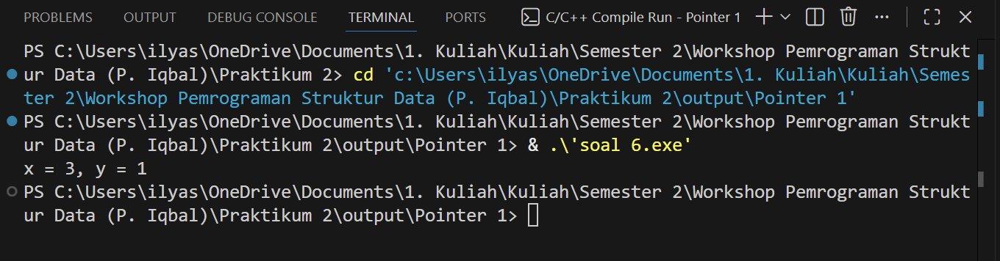 PROBLEMS OUTPUT DEBUG CONSOLE TERMINAL PORTS C/C++ Compile Run - Pointer 1
PS C:\Users\ilyas\OneDrive\Documents\1. Kuliah\Kuliah\Semester 2\Workshop Pemrograman Strukt
ur Data (P. Iqbal)\Praktikum 2> cd 'c:\Users\ilyas\OneDrive\Documents\1. Kuliah\Kuliah\Semes
ter 2\Workshop Pemrograman Struktur Data (P. Iqbal)\Praktikum 2\output\Pointer 1'
PS C:\Users\ilyas\OneDrive\Documents\1. Kuliah\Kuliah\Semester 2\Workshop Pemrograman Strukt
ur Data (P. Iqbal)\Praktikum 2\output\Pointer 1> & .\'soal 6.exe'
x = 3, y = 1
PS C:\Users\ilyas\OneDrive\Documents\1. Kuliah\Kuliah\Semester 2\Workshop Pemrograman Strukt
ur Data (P. Iqbal)\Praktikum 2\output\Pointer 1>